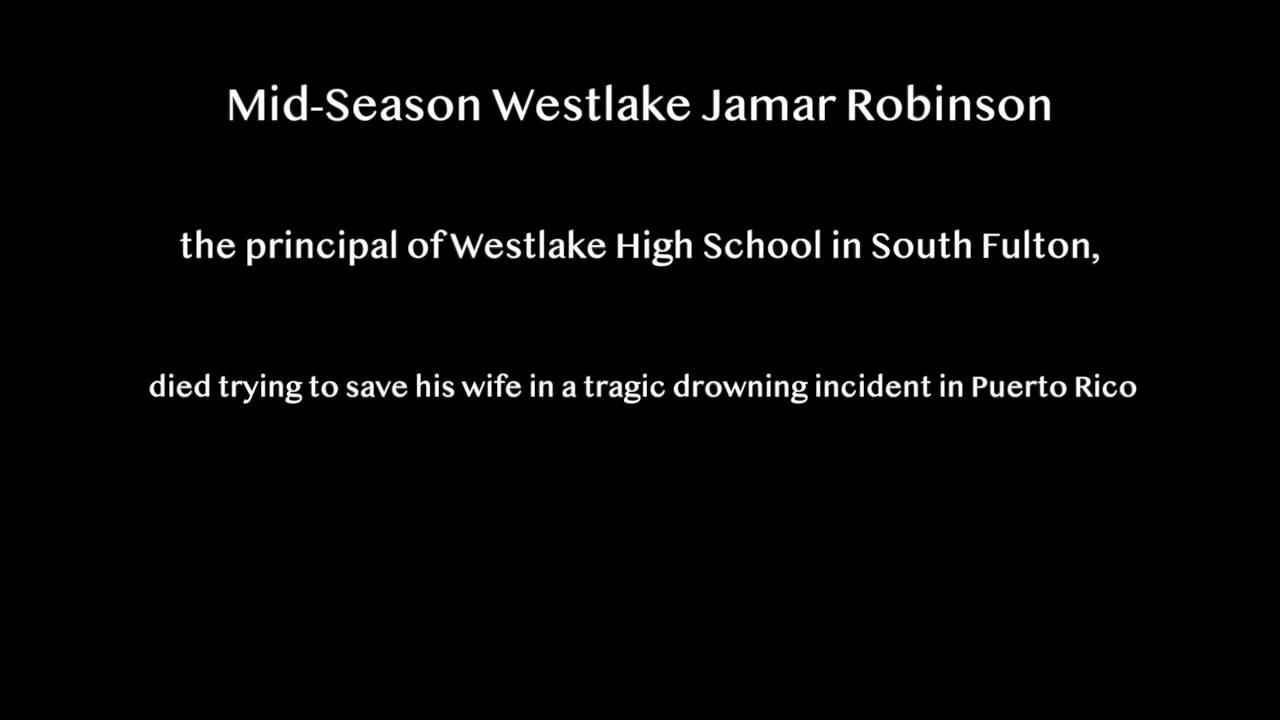 Mid-Season Westlake Jamar Robinson
the principal of Westlake High School in South Fulton,
died trying to save his wife in a tragic drowning incident in Puerto Rico